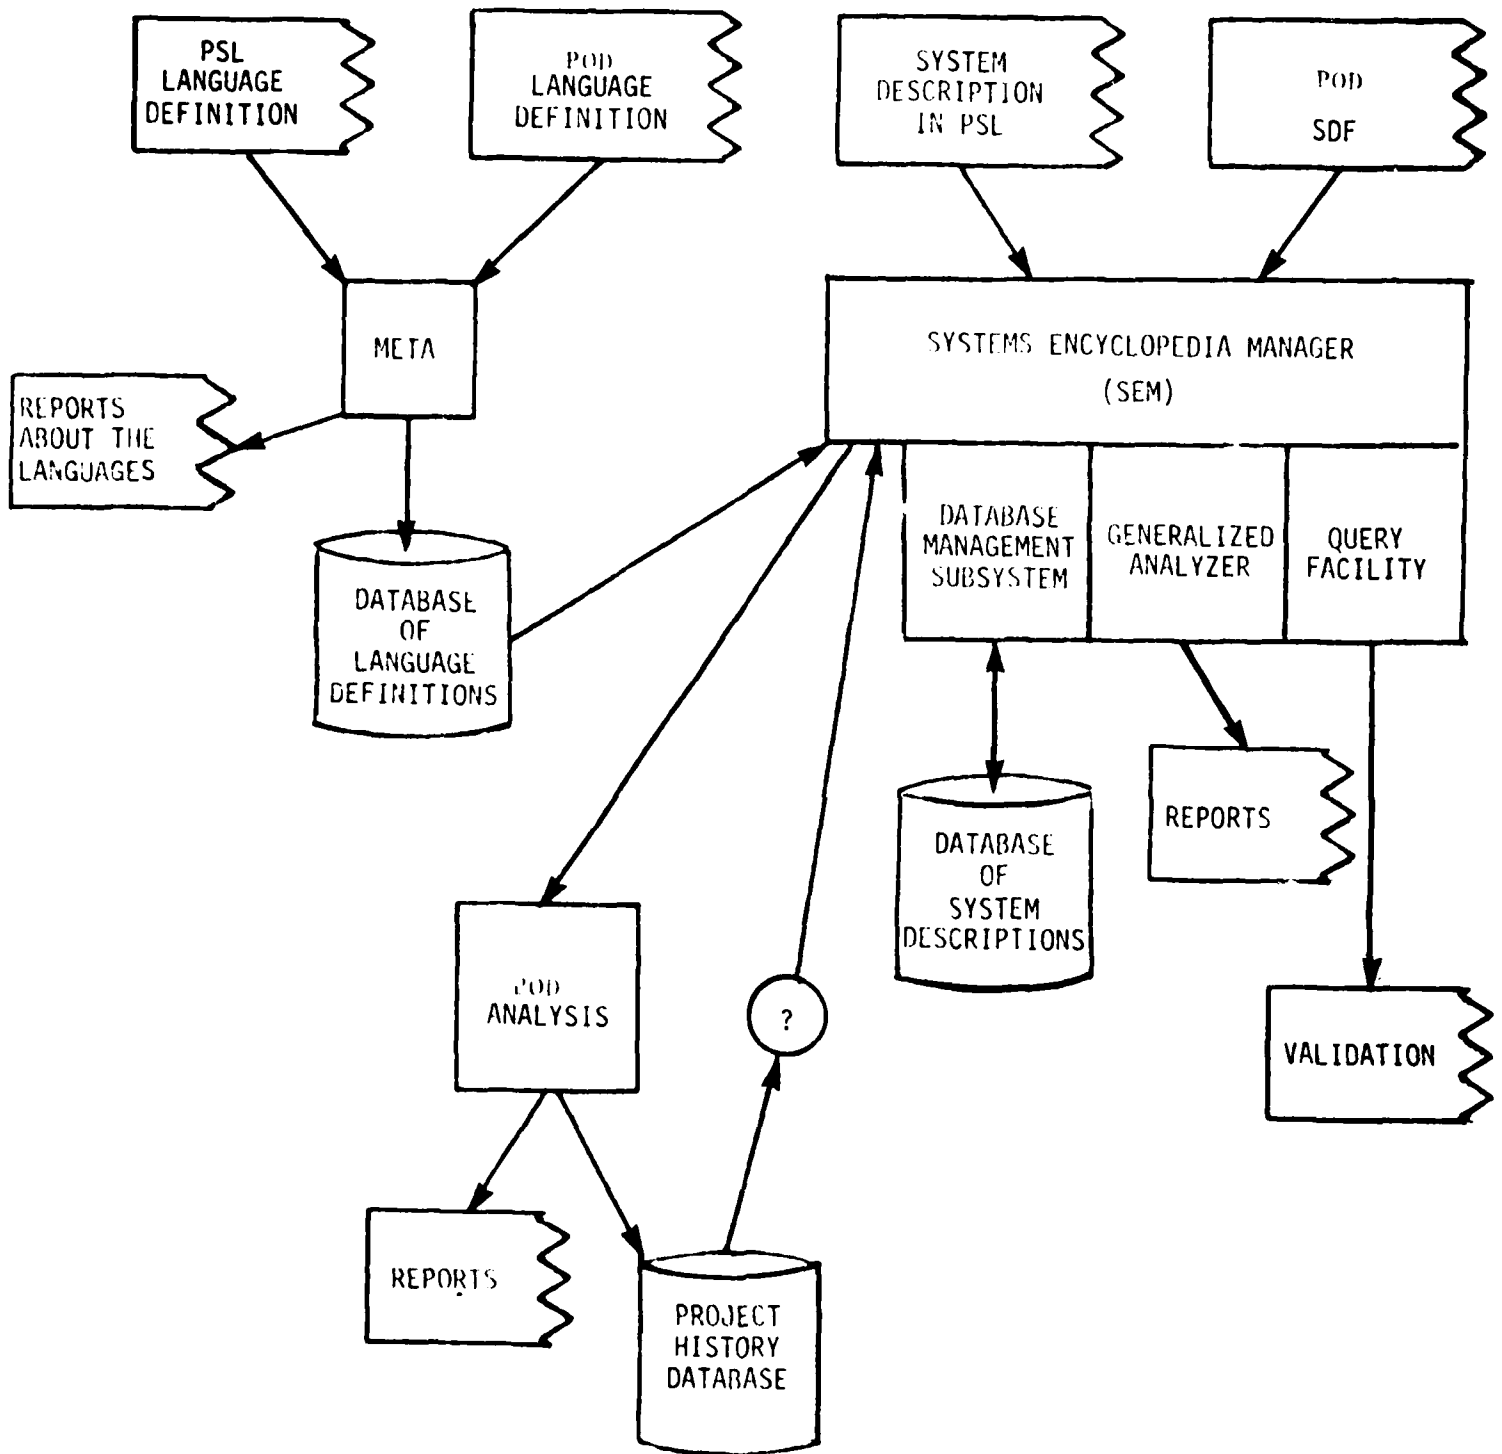 PSL
LANGUAGE
DEFINITION
POD
LANGUAGE
DEFINITION
SYSTEM
DESCRIPTION
IN PSL
POD
SDF
META
SYSTEMS ENCYCLOPEDIA MANAGER
(SEM)
REPORTS
ABOUT THE
LANGUAGES
DATABASE
MANAGEMENT
SUBSYSTEM
GENERALIZED
ANALYZER
QUERY
FACILITY
DATABASE
OF
LANGUAGE
DEFINITIONS
REPORTS
DATABASE
OF
SYSTEM
DESCRIPTIONS
POD
ANALYSIS
?
VALIDATION
REPORTS
PROJECT
HISTORY
DATABASE